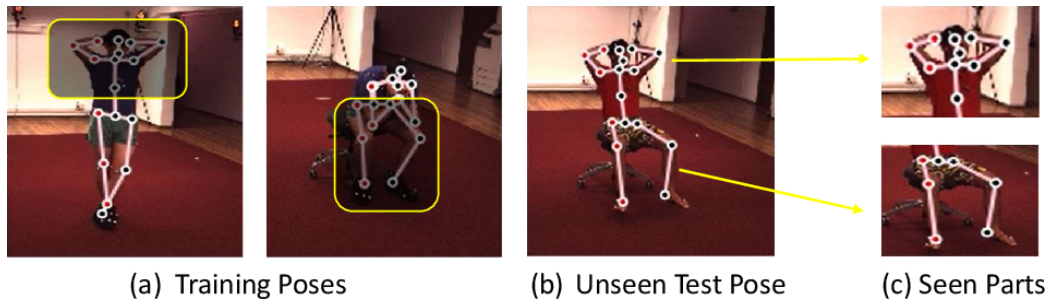 (a) Training Poses
(b) Unseen Test Pose
(c) Seen Parts